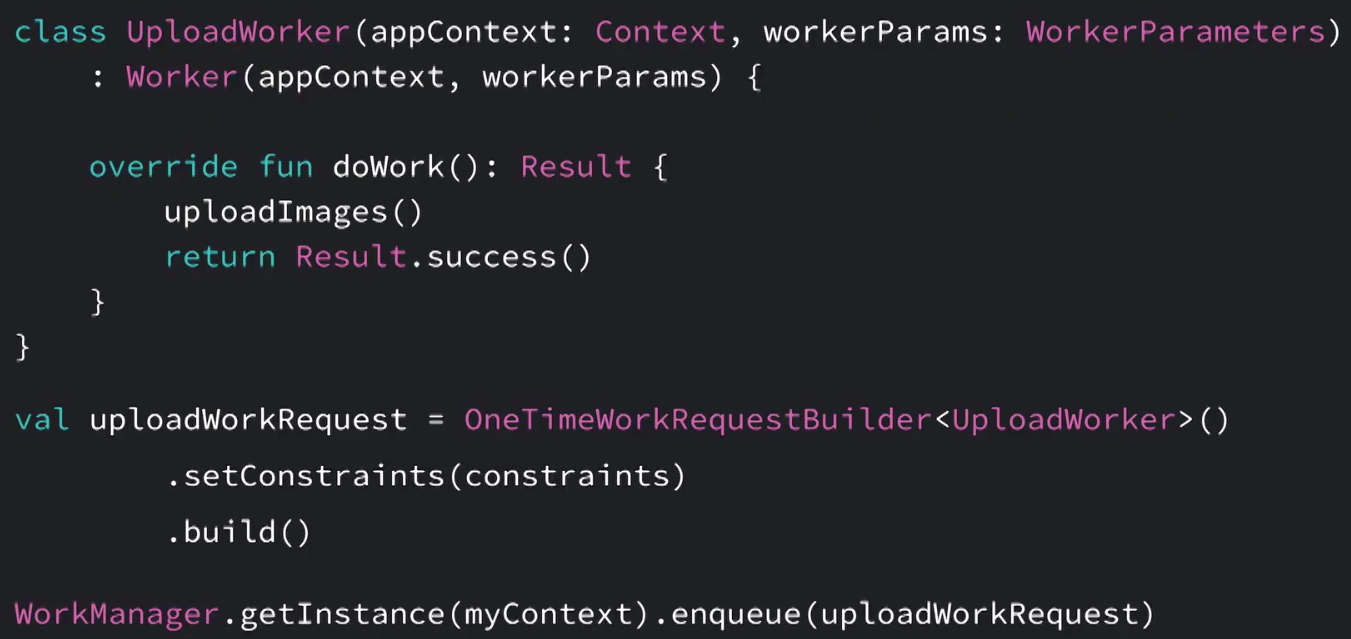 class UploadWorker(appContext: Context, workerParams: WorkerParameters)
    : Worker(appContext, workerParams) {
    override fun doWork(): Result {
        uploadImages()
        return Result.success()
    }
}
val uploadWorkRequest = OneTimeWorkRequestBuilder<UploadWorker>()
        .setConstraints(constraints)
        .build()
WorkManager.getInstance(myContext).enqueue(uploadWorkRequest)